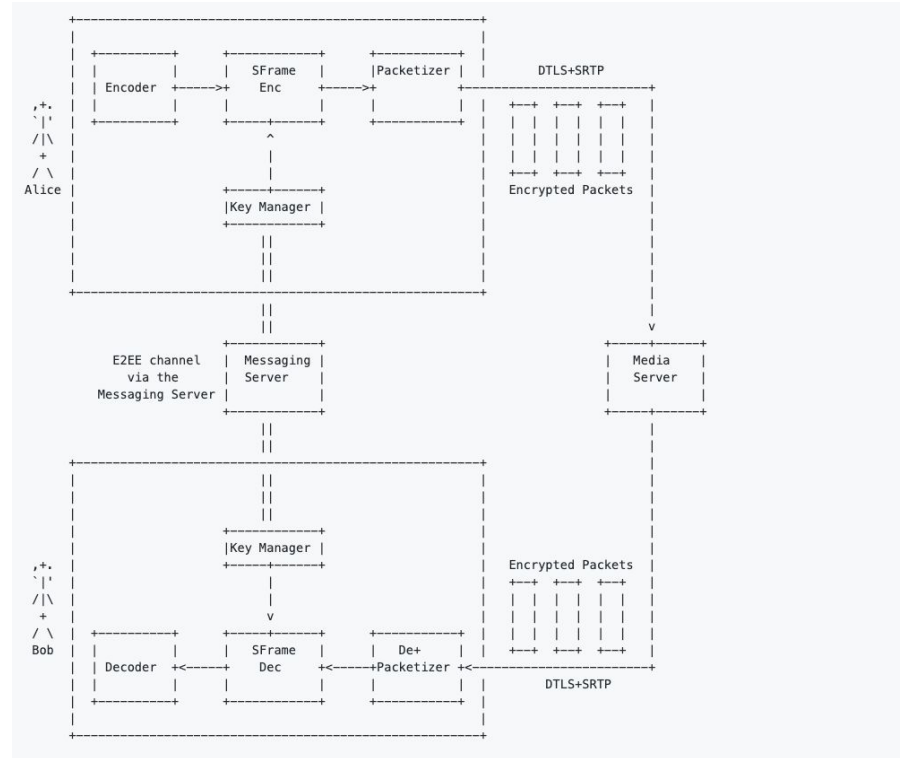 SFrame Packetizer DTLS+SRTP
Encoder Enc
Alice Encrypted Packets
Key Manager
E2EE channel Messaging Media
via the Server Server
Messaging Server
Key Manager
Encrypted Packets
Bob SFrame De+
Decoder Dec Packetizer
DTLS+SRTP